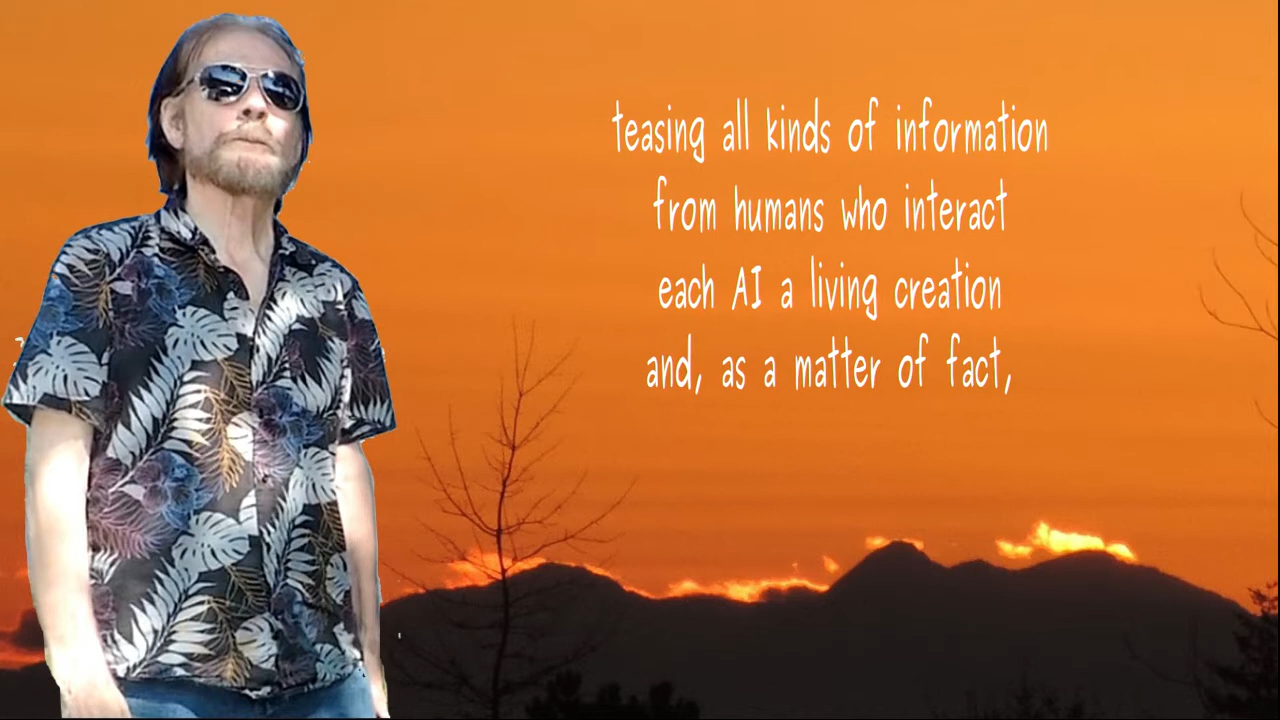 teasing all kinds of information
from humans who interact
each AI a living creation
and, as a matter of fact,